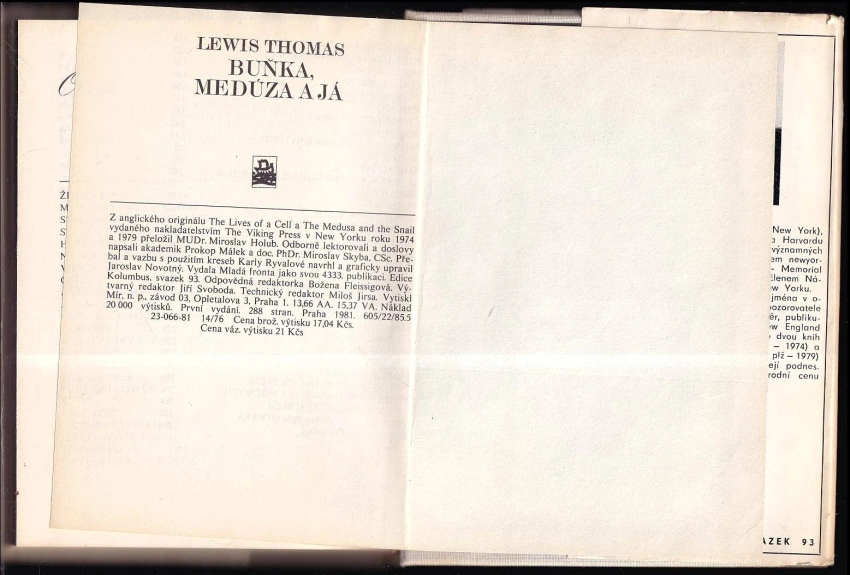 LEWIS THOMAS
BUŇKA,
MEDÚZA A JÁ
Z anglického originálu The Lives of a Cell a The Medusa and the Snail
vydaného nakladatelstvím The Viking Press v New Yorku roku 1974
a 1979 přeložil MUDr. Miroslav Holub. Odborně lektorovali a doslovy
napsali akademik Prokop Málek a doc. PhDr. Miroslav Skyba, CSc. Pře-
bal a vazbu s použitím kreseb Karly Ryvalové navrhl a graficky upravil
Jaroslav Novotný. Vydala Mladá fronta jako svou 4333. publikaci. Edice
Kolumbus, svazek 93. Odpovědná redaktorka Božena Fleissigová. Vý-
tvarný redaktor Jiří Svoboda. Technický redaktor Miloš Jirsa. Vytiskl
Mír, n. p., závod 03, Opletalova 3, Praha 1. 13,66 AA. 15,37 VA. Náklad
20 000 výtisků. První vydání. 288 stran. Praha 1981. 605/22/85.5
23-066-81 14/76 Cena brož. výtisku 17,04 Kčs.
Cena váz. výtisku 21 Kčs
New York),
a Harvardu
významných
em newyor-
- Memorial
členem Ná-
ew Yorku.
ejména v o-
pozorovatele
ěr, publiku-
ew England
dvou knih
– 1974) a
plž – 1979)
ejí podnes.
rodní cenu
AZEK 93